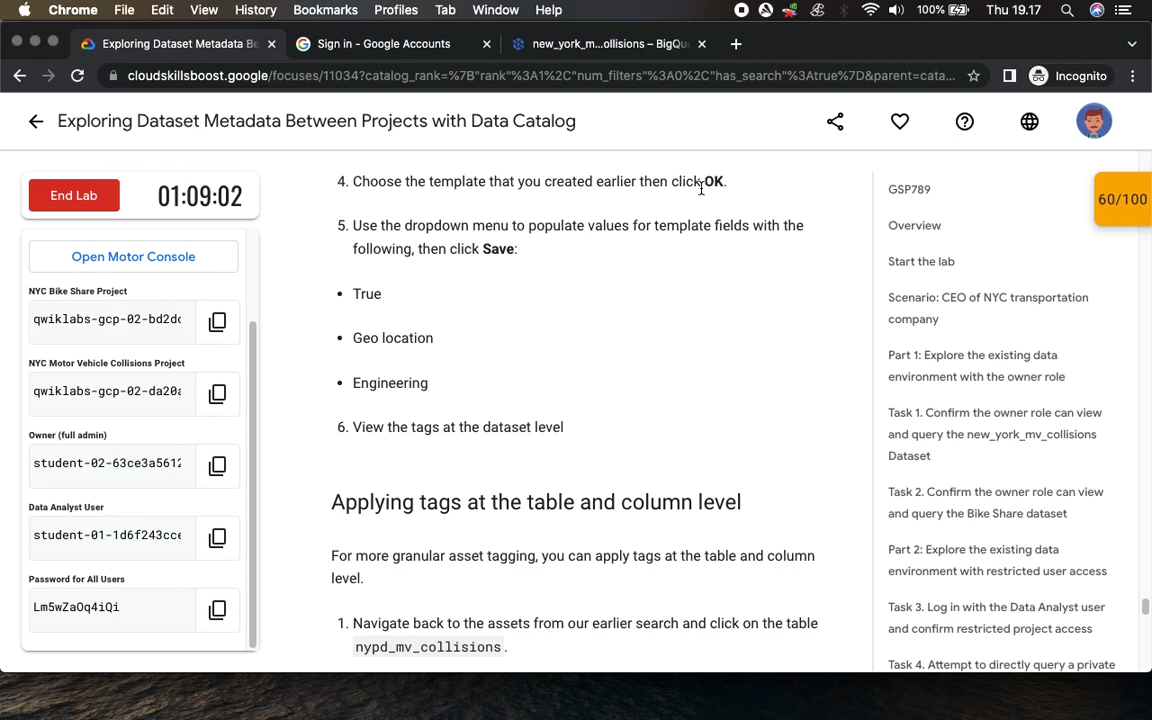 Chrome File Edit View History Bookmarks Profiles Tab Window Help 100% Thu 19.17
Exploring Dataset Metadata Be Sign in - Google Accounts new_york_m...ollisions – BigQu
cloudskillsboost.google/focuses/11034?catalog_rank=%7B"rank"%3A1%2C"num_filters"%3A0%2C"has_search"%3Atrue%7D&parent=cata... Incognito
Exploring Dataset Metadata Between Projects with Data Catalog
End Lab 01:09:02
Open Motor Console
NYC Bike Share Project
qwiklabs-gcp-02-bd2dc
NYC Motor Vehicle Collisions Project
qwiklabs-gcp-02-da20a
Owner (full admin)
student-02-63ce3a5612
Data Analyst User
student-01-1d6f243cce
Password for All Users
Lm5wZaOq4iQi
4. Choose the template that you created earlier then click OK.
5. Use the dropdown menu to populate values for template fields with the
following, then click Save:
• True
• Geo location
• Engineering
6. View the tags at the dataset level
Applying tags at the table and column level
For more granular asset tagging, you can apply tags at the table and column
level.
1. Navigate back to the assets from our earlier search and click on the table
nypd_mv_collisions.
60/100
GSP789
Overview
Start the lab
Scenario: CEO of NYC transportation
company
Part 1: Explore the existing data
environment with the owner role
Task 1. Confirm the owner role can view
and query the new_york_mv_collisions
Dataset
Task 2. Confirm the owner role can view
and query the Bike Share dataset
Part 2: Explore the existing data
environment with restricted user access
Task 3. Log in with the Data Analyst user
and confirm restricted project access
Task 4. Attempt to directly query a private